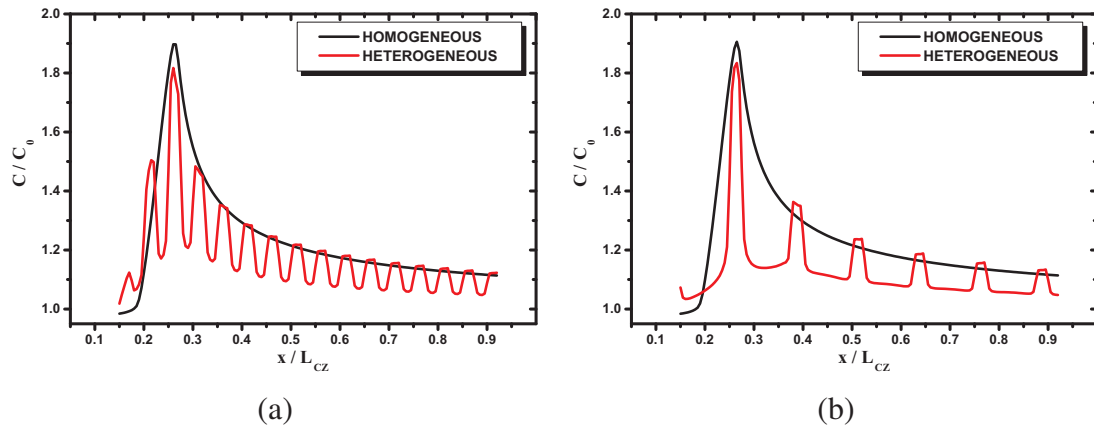 2.0
1.8
1.6
1.4
1.2
1.0
C / C0
HOMOGENEOUS
HETEROGENEOUS
0.1 0.2 0.3 0.4 0.5 0.6 0.7 0.8 0.9
x / LCZ
(a)
2.0
1.8
1.6
1.4
1.2
1.0
C / C0
HOMOGENEOUS
HETEROGENEOUS
0.1 0.2 0.3 0.4 0.5 0.6 0.7 0.8 0.9
x / LCZ
(b)